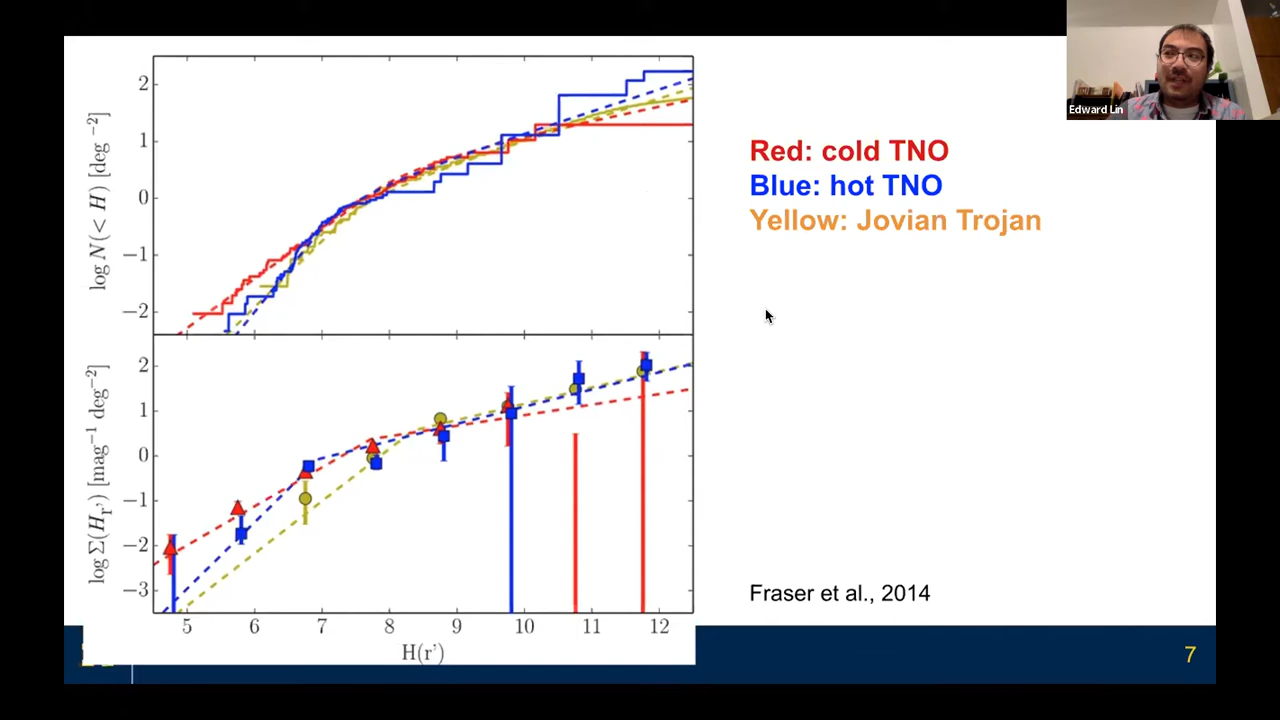 Edward Lin
Red: cold TNO
Blue: hot TNO
Yellow: Jovian Trojan
log N(< H) [deg⁻²]
2
1
0
−1
−2
log Σ(H_r') [mag⁻¹ deg⁻²]
2
1
0
−1
−2
−3
5 6 7 8 9 10 11 12
H(r')
Fraser et al., 2014
7